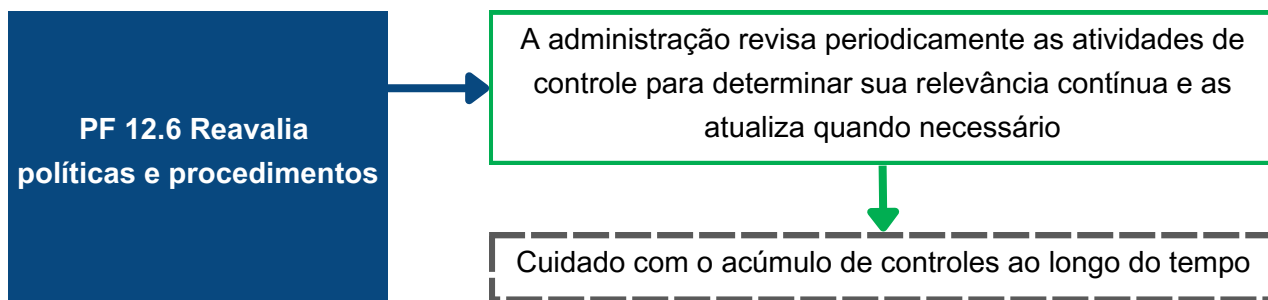 PF 12.6 Reavalia
políticas e procedimentos
A administração revisa periodicamente as atividades de
controle para determinar sua relevância contínua e as
atualiza quando necessário
Cuidado com o acúmulo de controles ao longo do tempo